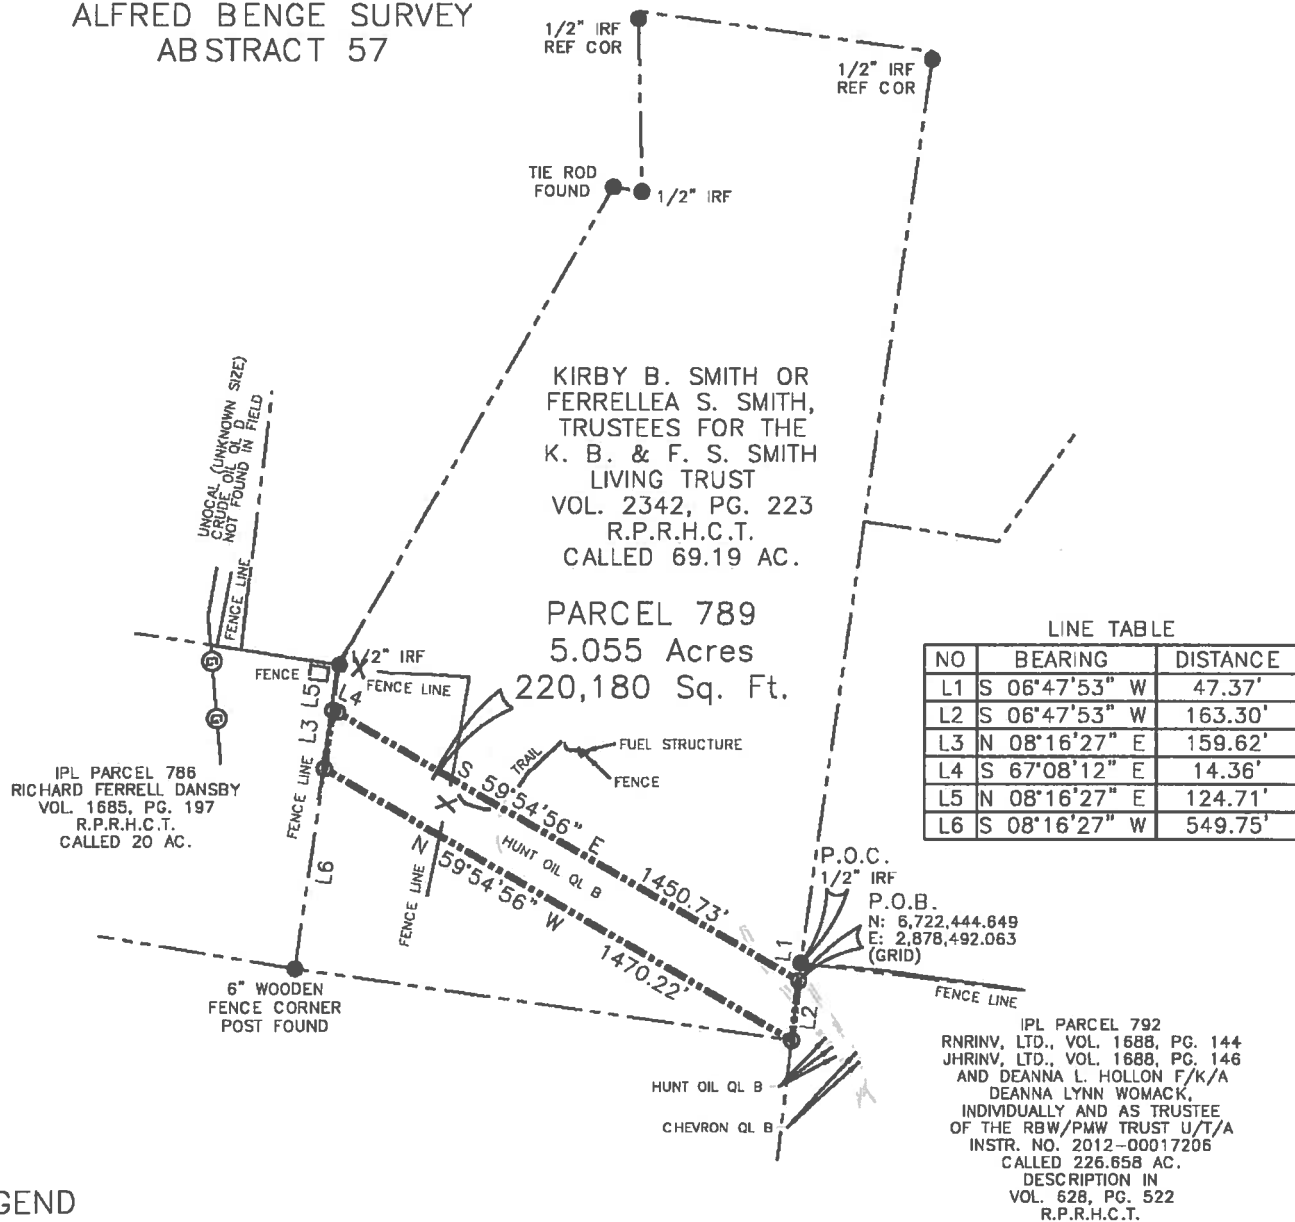 ALFRED BENGE SURVEY
ABSTRACT 57
1/2" IRF
REF COR
1/2" IRF
REF COR
TIE ROD
FOUND
1/2" IRF
KIRBY B. SMITH OR
FERRELLEA S. SMITH,
TRUSTEES FOR THE
K. B. & F. S. SMITH
LIVING TRUST
VOL. 2342, PG. 223
R.P.R.H.C.T.
CALLED 69.19 AC.
PARCEL 789
5.055 Acres
220,180 Sq. Ft.
UNOCAL (UNKNOWN SIZE)
CRUDE OIL QL D
NOT FOUND IN FIELD
FENCE LINE
G
G
1/2" IRF
FENCE
FENCE LINE
L5
L4
L3
FENCE LINE
L6
IPL PARCEL 786
RICHARD FERRELL DANSBY
VOL. 1685, PG. 197
R.P.R.H.C.T.
CALLED 20 AC.
TRAIL
FUEL STRUCTURE
FENCE
S 59°54'56" E
1450.73'
HUNT OIL QL B
N 59°54'56" W
1470.22'
FENCE LINE
6" WOODEN
FENCE CORNER
POST FOUND
LINE TABLE
NO BEARING DISTANCE
L1 S 06°47'53" W 47.37'
L2 S 06°47'53" W 163.30'
L3 N 08°16'27" E 159.62'
L4 S 67°08'12" E 14.36'
L5 N 08°16'27" E 124.71'
L6 S 08°16'27" W 549.75'
P.O.C.
1/2" IRF
P.O.B.
N: 6,722,444.649
E: 2,878,492.063
(GRID)
L1
L2
FENCE LINE
HUNT OIL QL B
CHEVRON QL B
IPL PARCEL 792
RNRINV, LTD., VOL. 1688, PG. 144
JHRINV, LTD., VOL. 1688, PG. 146
AND DEANNA L. HOLLON F/K/A
DEANNA LYNN WOMACK,
INDIVIDUALLY AND AS TRUSTEE
OF THE RBW/PMW TRUST U/T/A
INSTR. NO. 2012-00017206
CALLED 226.658 AC.
DESCRIPTION IN
VOL. 628, PG. 522
R.P.R.H.C.T.
GEND